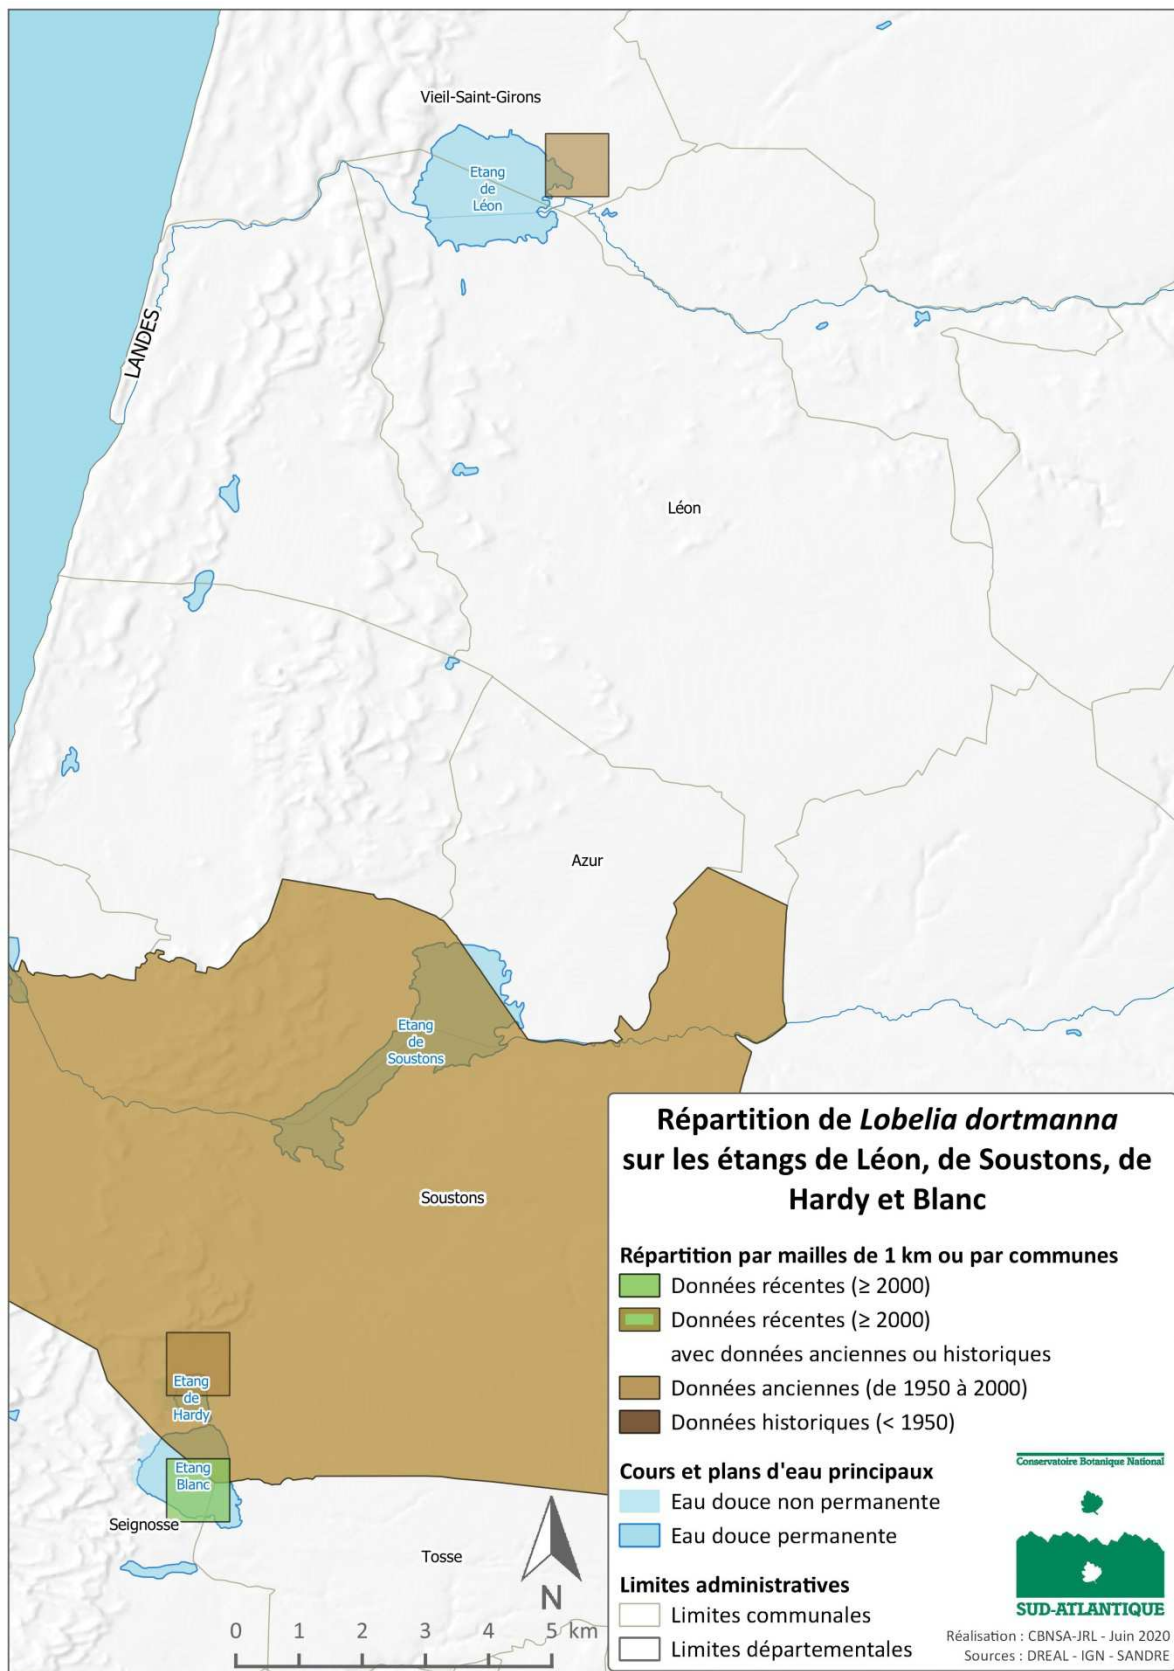 Vieil-Saint-Girons
Etang
de
Léon
LANDES
Léon
Azur
Etang
de
Soustons
Soustons
Etang
de
Hardy
Etang
Blanc
Seignosse
Tosse
N
0 1 2 3 4 5 km
Répartition de Lobelia dortmanna
sur les étangs de Léon, de Soustons, de
Hardy et Blanc
Répartition par mailles de 1 km ou par communes
Données récentes (≥ 2000)
Données récentes (≥ 2000)
avec données anciennes ou historiques
Données anciennes (de 1950 à 2000)
Données historiques (< 1950)
Cours et plans d'eau principaux
Eau douce non permanente
Eau douce permanente
Limites administratives
Limites communales
Limites départementales
Conservatoire Botanique National
SUD-ATLANTIQUE
Réalisation : CBNSA-JRL - Juin 2020
Sources : DREAL - IGN - SANDRE